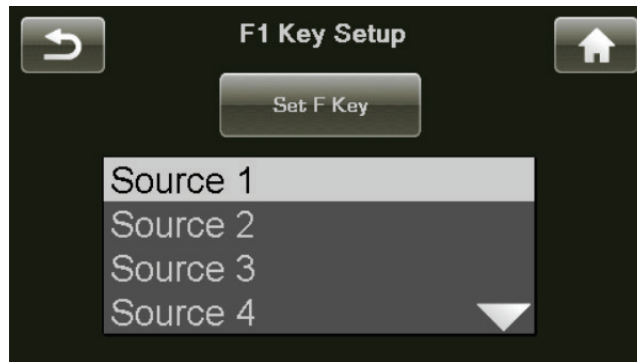 F1 Key Setup
Set F Key
Source 1
Source 2
Source 3
Source 4